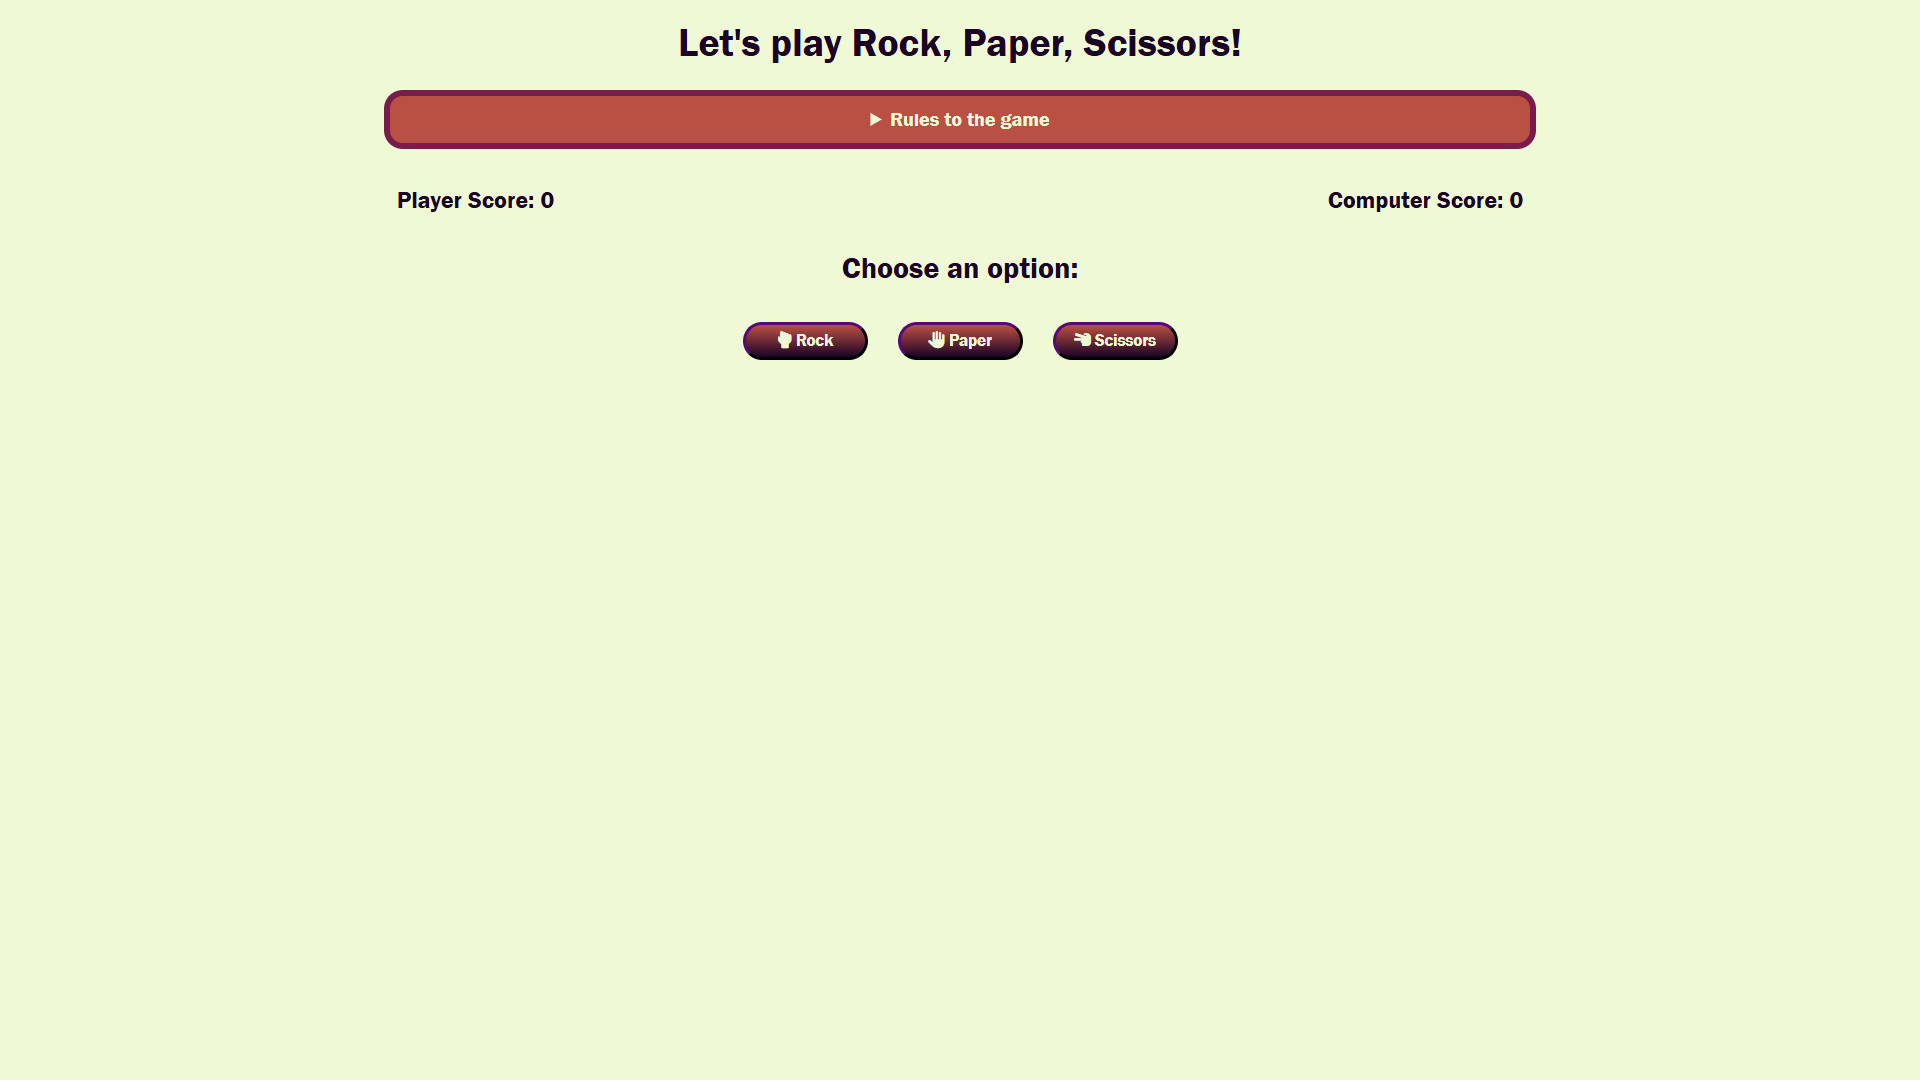 Let's play Rock, Paper, Scissors!
Rules to the game
Player Score: 0
Computer Score: 0
Choose an option:
Rock
Paper
Scissors